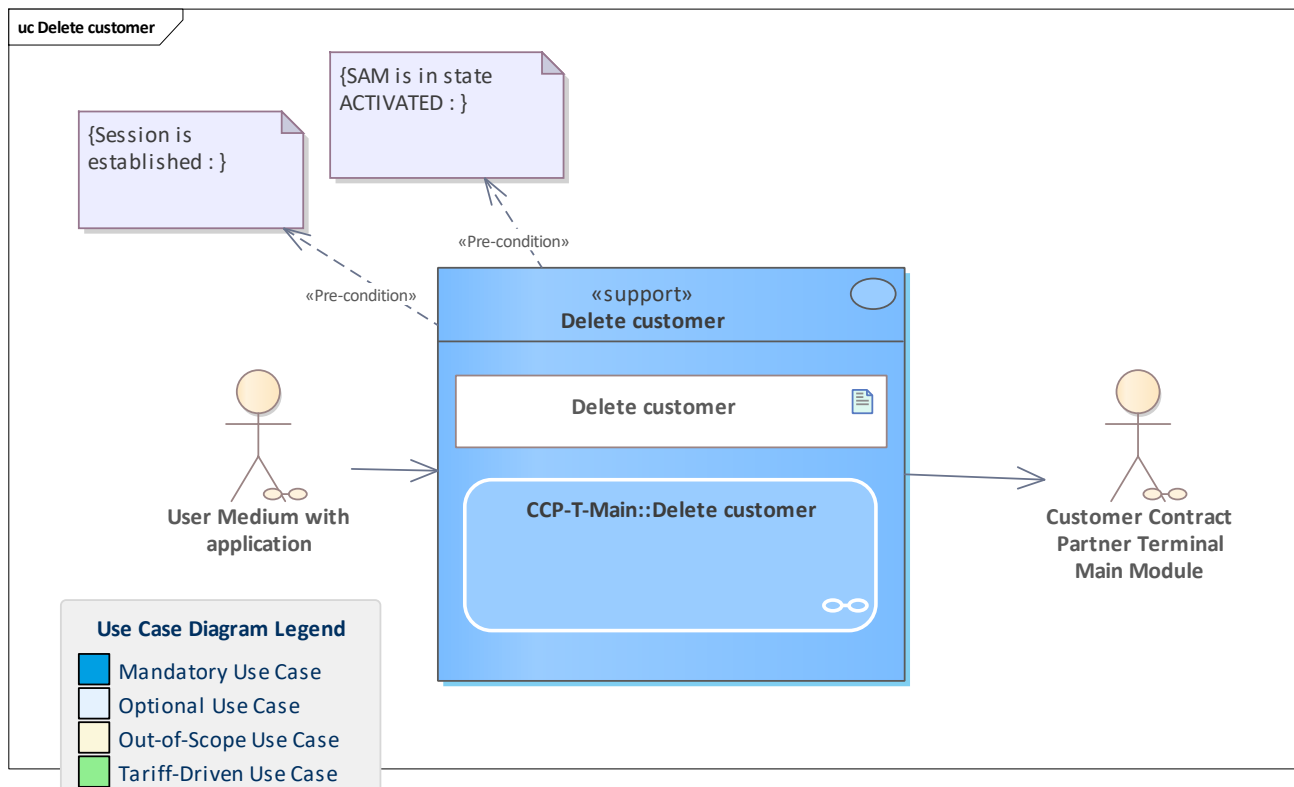 uc Delete customer
{SAM is in state
ACTIVATED : }
{Session is
established : }
«Pre-condition»
«Pre-condition»
«support»
Delete customer
Delete customer
CCP-T-Main::Delete customer
User Medium with
application
Customer Contract
Partner Terminal
Main Module
Use Case Diagram Legend
Mandatory Use Case
Optional Use Case
Out-of-Scope Use Case
Tariff-Driven Use Case